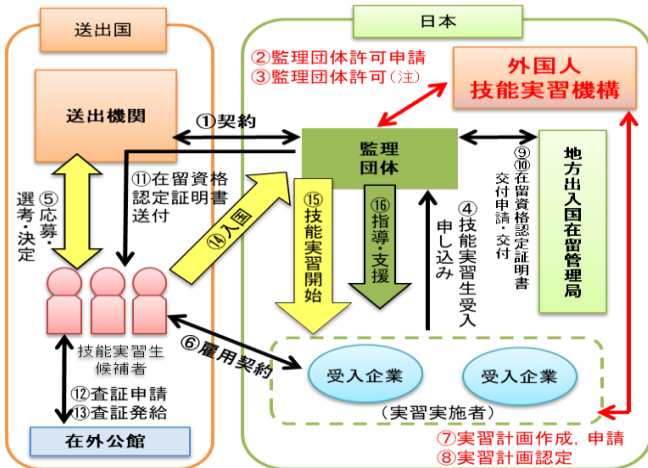 送出国
日本
②監理団体許可申請
③監理団体許可(注)
外国人
技能実習機構
送出機関
①契約
監理
団体
⑨⑩在留資格認定証明書
交付申請・交付
地方出入国在留管理局
⑤応募・
選考・決定
⑪在留資格
認定証明書
送付
⑭入国
⑮技能実習開始
⑯指導・支援
④技能実習生受入
申し込み
技能実習生
候補者
⑥雇用契約
受入企業
受入企業
(実習実施者)
⑫査証申請
⑬査証発給
在外公館
⑦実習計画作成，申請
⑧実習計画認定